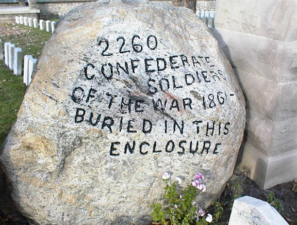 2260
CONFEDERATE
SOLDIERS
OF THE WAR 1861-
BURIED IN THIS
ENCLOSURE